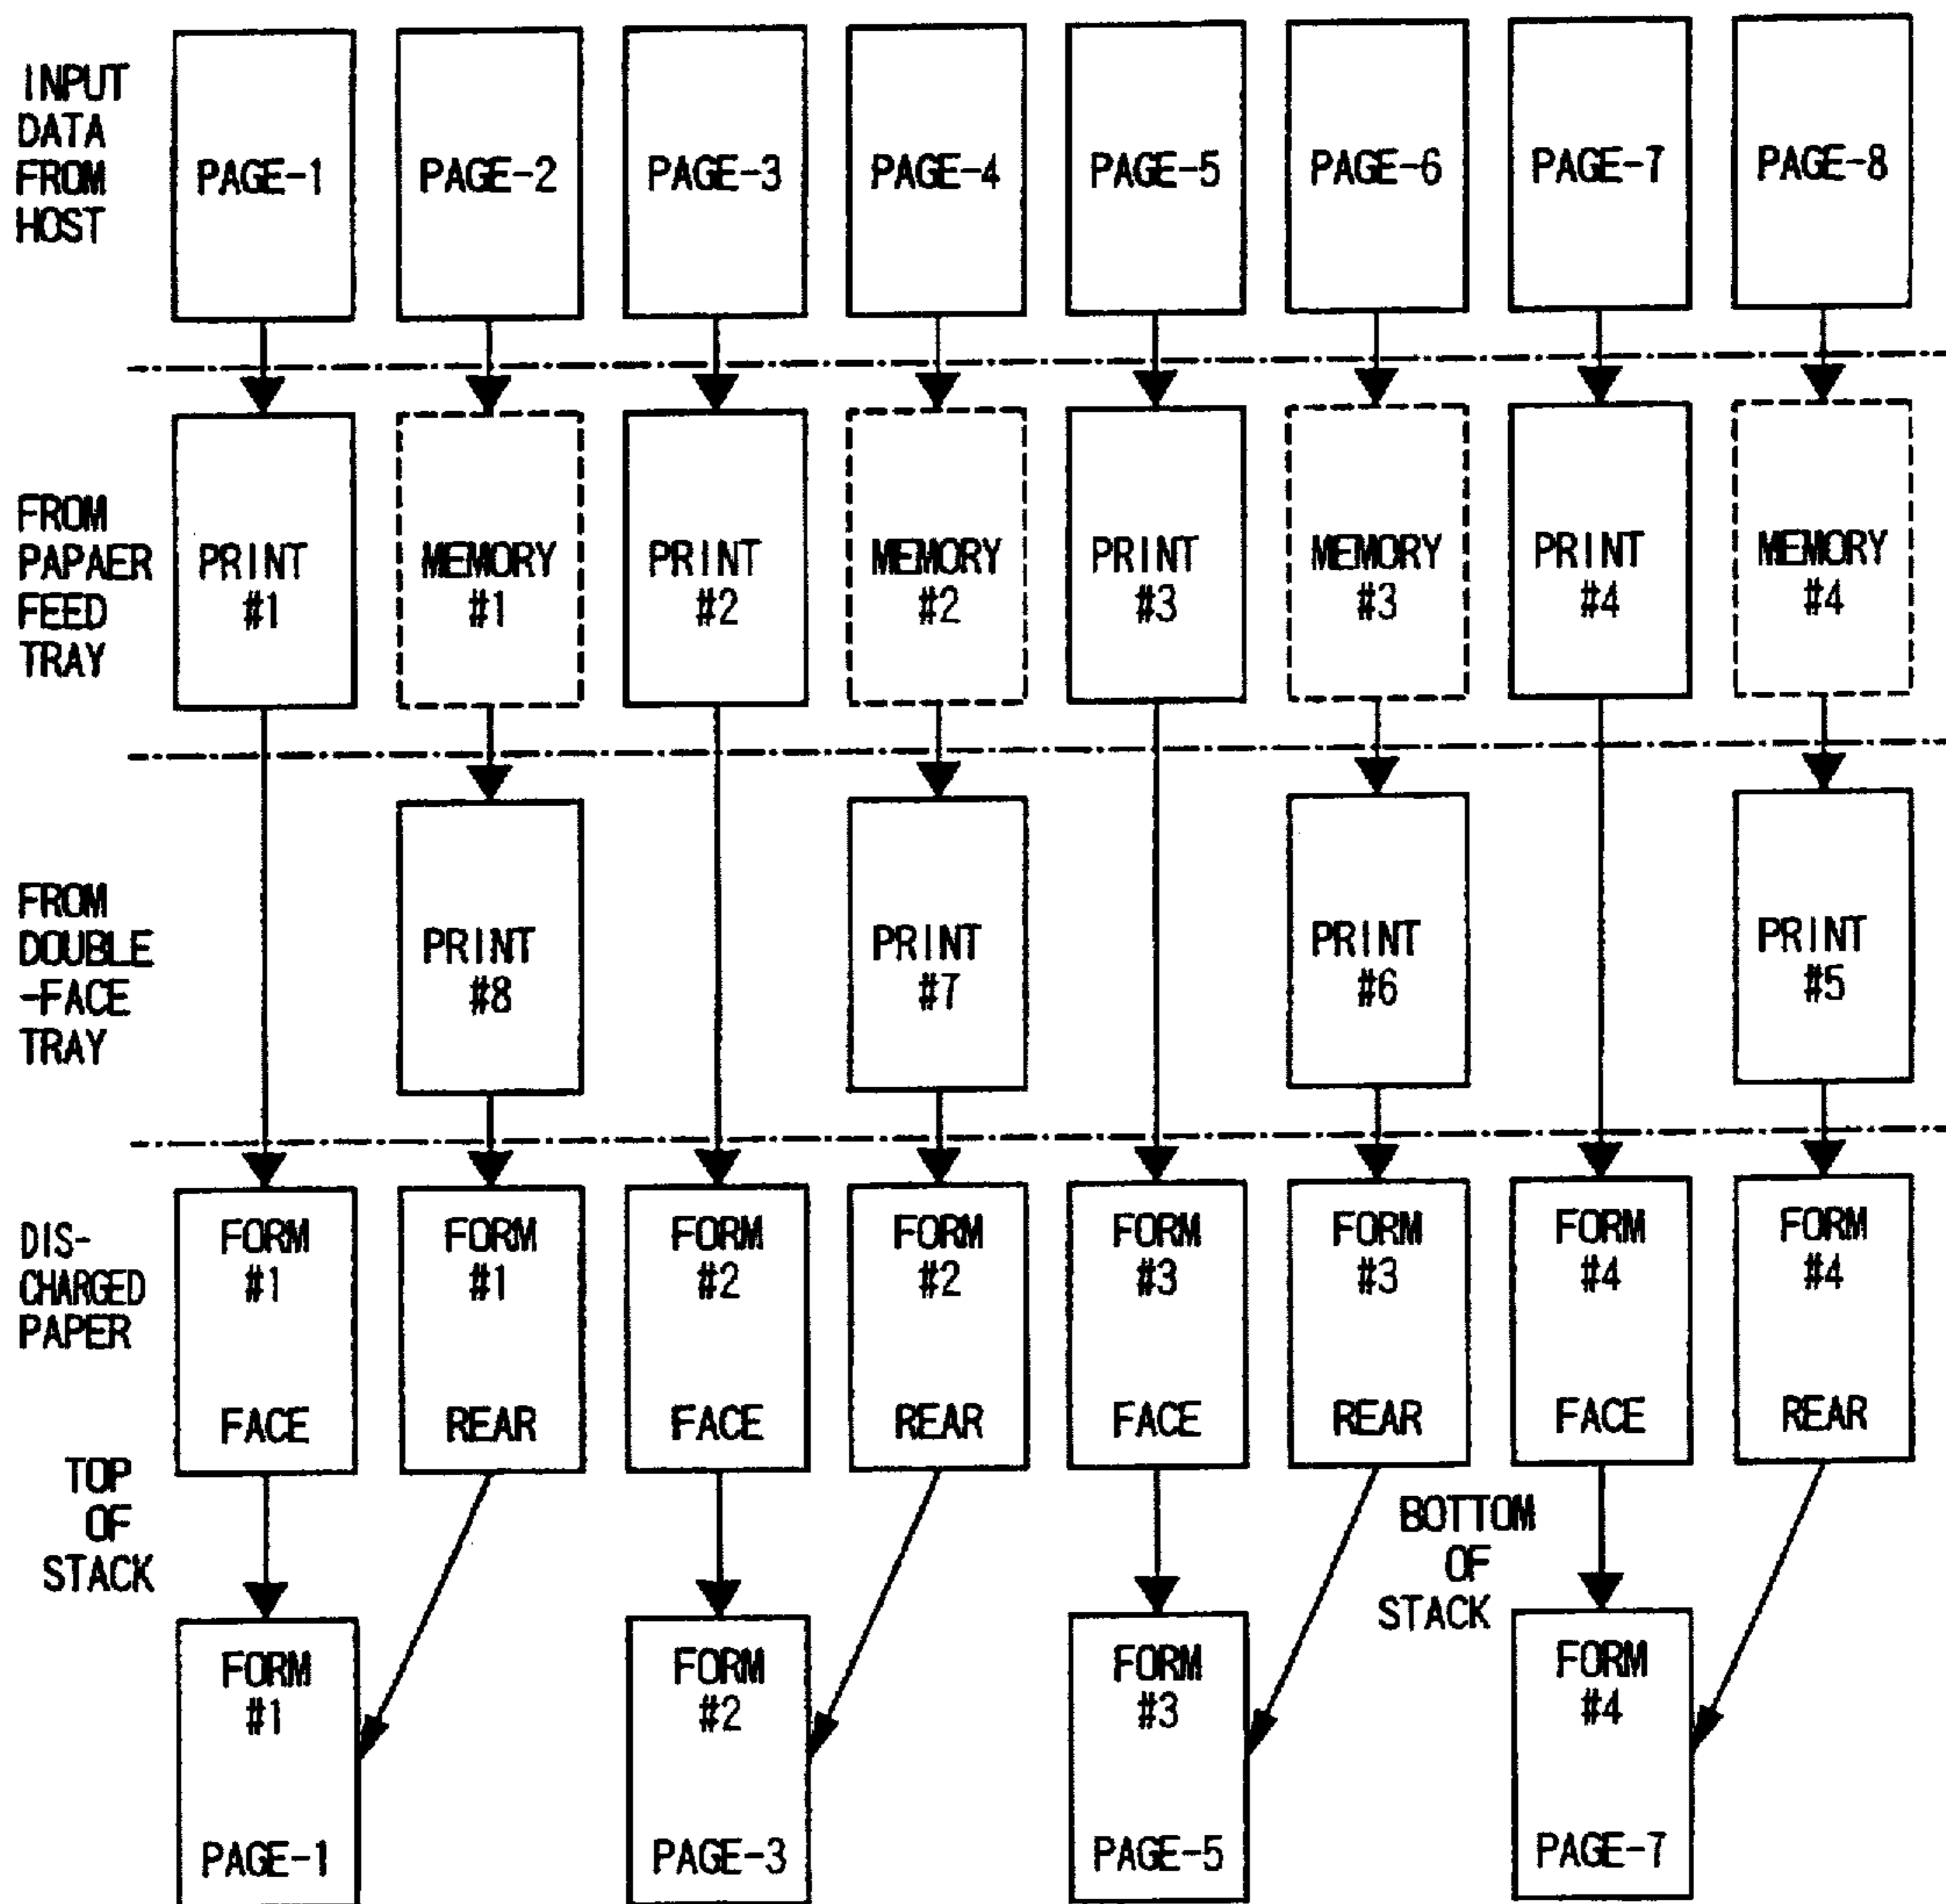 INPUT
DATA
FROM
HOST
PAGE-1 PAGE-2 PAGE-3 PAGE-4 PAGE-5 PAGE-6 PAGE-7 PAGE-8
FROM
PAPAER
FEED
TRAY
PRINT MEMORY PRINT MEMORY PRINT MEMORY PRINT MEMORY
#1 #1 #2 #2 #3 #3 #4 #4
FROM
DOUBLE
-FACE
TRAY
PRINT PRINT PRINT PRINT
#8 #7 #6 #5
DIS-
CHARGED
PAPER
FORM FORM FORM FORM FORM FORM FORM FORM
#1 #1 #2 #2 #3 #3 #4 #4
FACE REAR FACE REAR FACE REAR FACE REAR
TOP
OF
STACK
BOTTOM
OF
STACK
FORM FORM FORM FORM
#1 #2 #3 #4
PAGE-1 PAGE-3 PAGE-5 PAGE-7